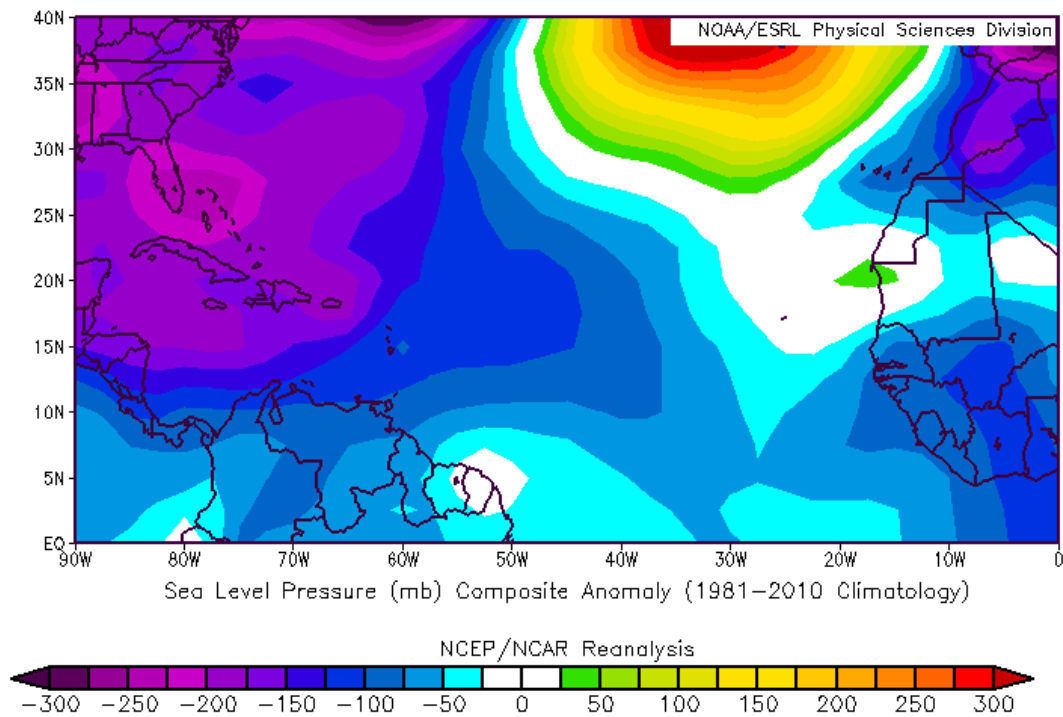 40N
NOAA/ESRL Physical Sciences Division
35N
30N
25N
20N
15N
10N
5N
EQ
90W 80W 70W 60W 50W 40W 30W 20W 10W 0
Sea Level Pressure (mb) Composite Anomaly (1981−2010 Climatology)
NCEP/NCAR Reanalysis
−300 −250 −200 −150 −100 −50 0 50 100 150 200 250 300